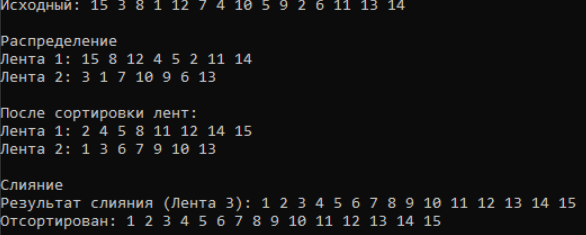 Исходный: 15 3 8 1 12 7 4 10 5 9 2 6 11 13 14
Распределение
Лента 1: 15 8 12 4 5 2 11 14
Лента 2: 3 1 7 10 9 6 13
После сортировки лент:
Лента 1: 2 4 5 8 11 12 14 15
Лента 2: 1 3 6 7 9 10 13
Слияние
Результат слияния (Лента 3): 1 2 3 4 5 6 7 8 9 10 11 12 13 14 15
Отсортирован: 1 2 3 4 5 6 7 8 9 10 11 12 13 14 15